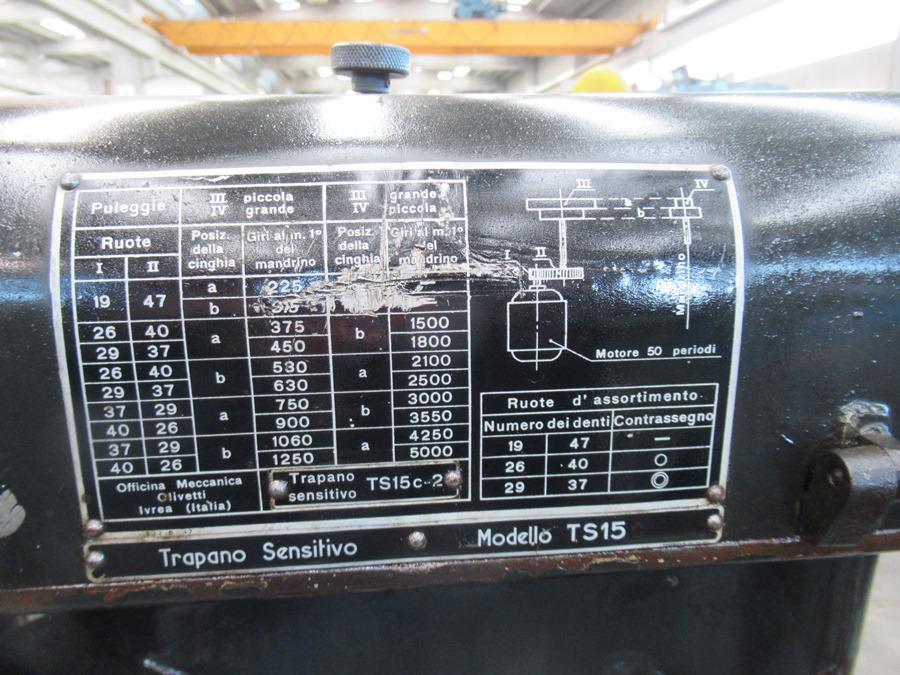 Puleggie III piccola IV grande III grande IV piccola
Ruote Posiz. della cinghia Giri al m. 1° del mandrino Posiz. della cinghia Giri al m. 1° del mandrino
I II
19 47 a 225
b 315
26 40 a 375 b 1500
29 37 450 1800
26 40 b 530 a 2100
29 37 630 2500
37 29 a 750 b 3000
40 26 900 3550
37 29 b 1060 a 4250
40 26 1250 5000
Officina Meccanica
Olivetti
Ivrea (Italia)
Trapano
sensitivo TS15c-2
III IV
a
b
I II
Mandrino
Motore 50 periodi
Ruote d'assortimento
Numero dei denti Contrassegno
19 47 —
26 40 ○
29 37 ◎
Trapano Sensitivo Modello TS15